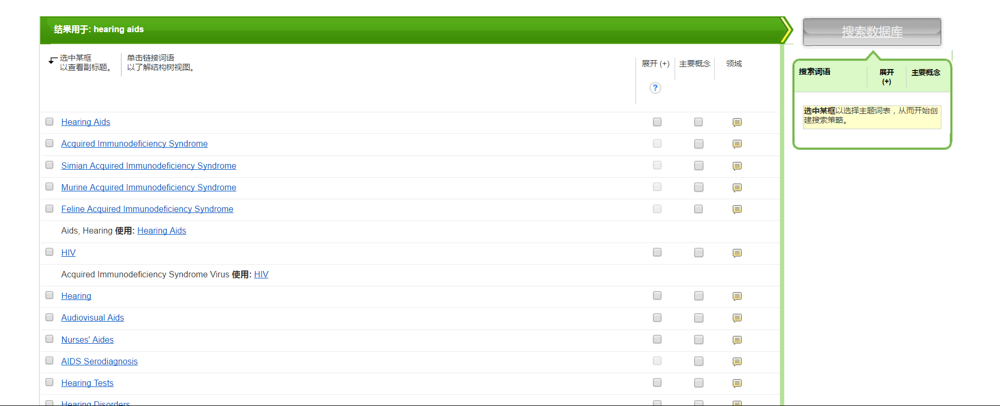 结果用于: hearing aids
搜索数据库
选中某框
以查看副标题。
单击链接词语
以了解结构树视图。
展开 (+)
主要概念
领域
?
搜索词语
展开
(+)
主要概念
选中某框以选择主题词表，从而开始创
建搜索策略。
Hearing Aids
Acquired Immunodeficiency Syndrome
Simian Acquired Immunodeficiency Syndrome
Murine Acquired Immunodeficiency Syndrome
Feline Acquired Immunodeficiency Syndrome
Aids, Hearing 使用: Hearing Aids
HIV
Acquired Immunodeficiency Syndrome Virus 使用: HIV
Hearing
Audiovisual Aids
Nurses' Aides
AIDS Serodiagnosis
Hearing Tests
Hearing Disorders